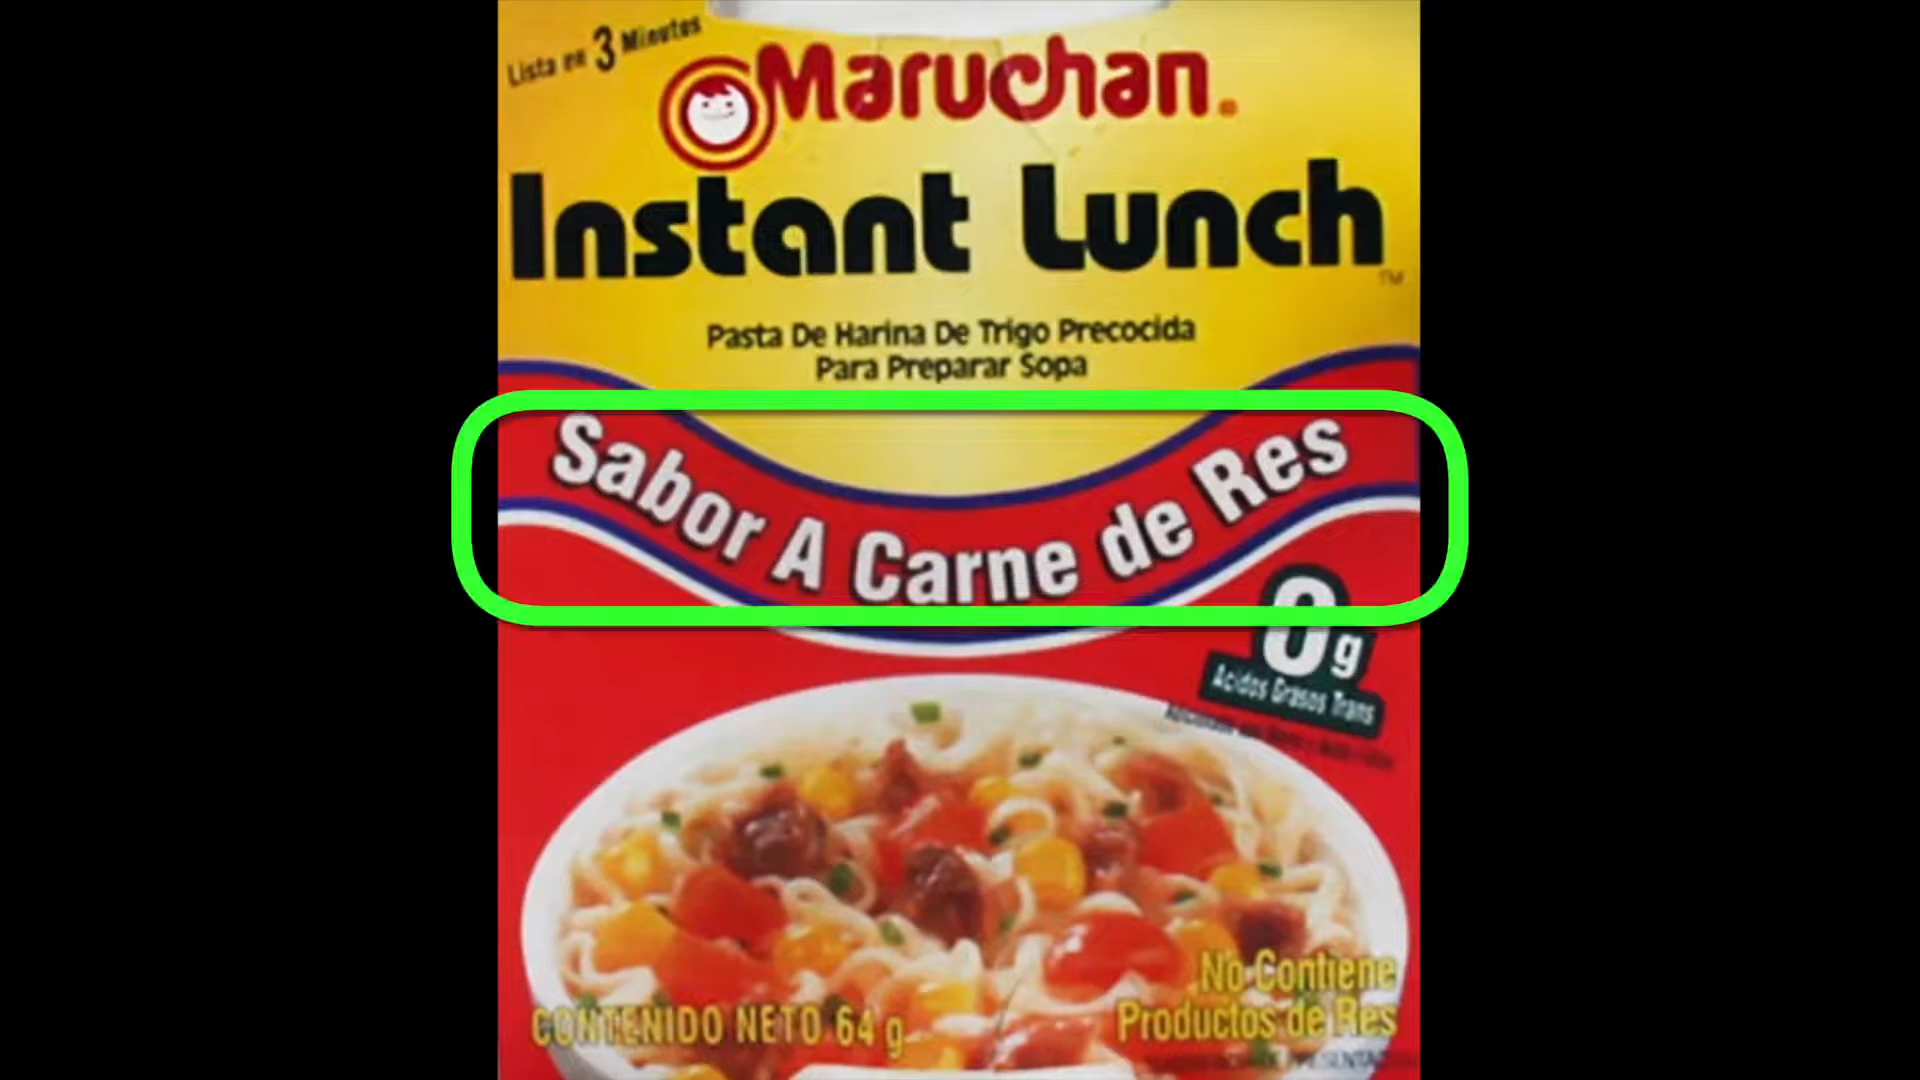 Lista en 3 Minutos
Maruchan.
Instant Lunch
TM
Pasta De Harina De Trigo Precocida
Para Preparar Sopa
Sabor A Carne de Res
0g
Acidos Grasos Trans
No Contiene
Productos de Res
CONTENIDO NETO 64 g